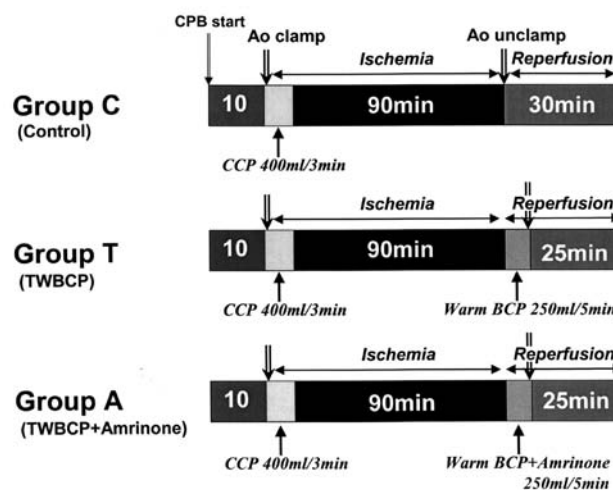 CPB start
Ao clamp
Ao unclamp
Ischemia
Reperfusion
Group C
(Control)
10
90min
30min
CCP 400ml/3min
Ischemia
Reperfusion
Group T
(TWBCP)
10
90min
25min
CCP 400ml/3min
Warm BCP 250ml/5min
Ischemia
Reperfusion
Group A
(TWBCP+Amrinone)
10
90min
25min
CCP 400ml/3min
Warm BCP+Amrinone
250ml/5min